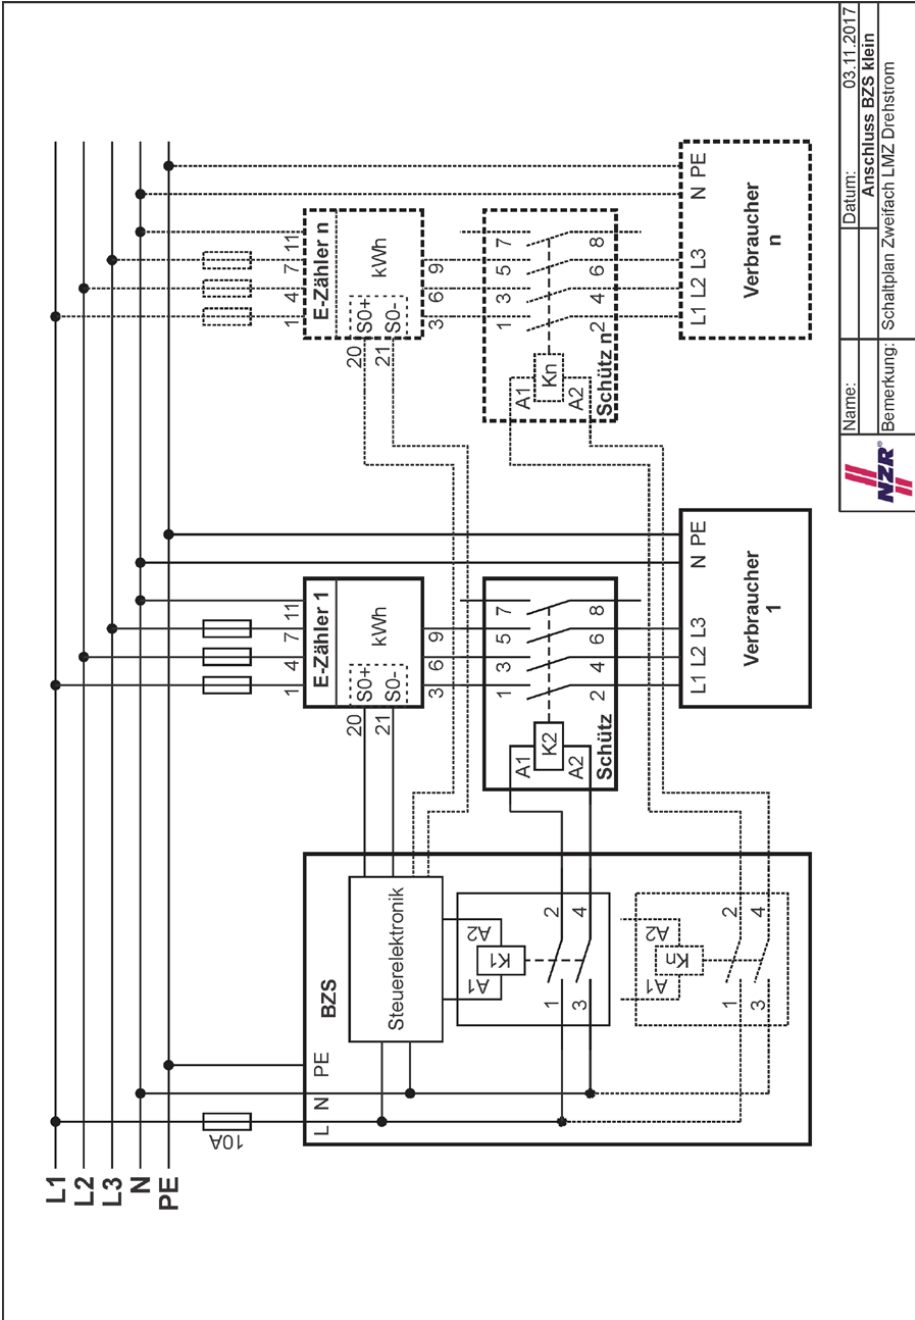 L1
L2
L3
N
PE
10A
L N PE
BZS
Steuerelektronik
A1 K1 A2
1 2
3 4
A1 Kn A2
1 2
3 4
1 4 7 11
E-Zähler 1
kWh
S0+
S0-
20
21
3 6 9
A1
K2
A2
1 3 5 7
2 4 6 8
Schütz
L1 L2 L3 N PE
Verbraucher
1
1 4 7 11
E-Zähler n
kWh
S0+
S0-
20
21
3 6 9
A1
Kn
A2
1 3 5 7
2 4 6 8
Schütz n
L1 L2 L3 N PE
Verbraucher
n
NZR®
Name: Datum: 03.11.2017
Anschluss BZS klein
Bemerkung: Schaltplan Zweifach LMZ Drehstrom